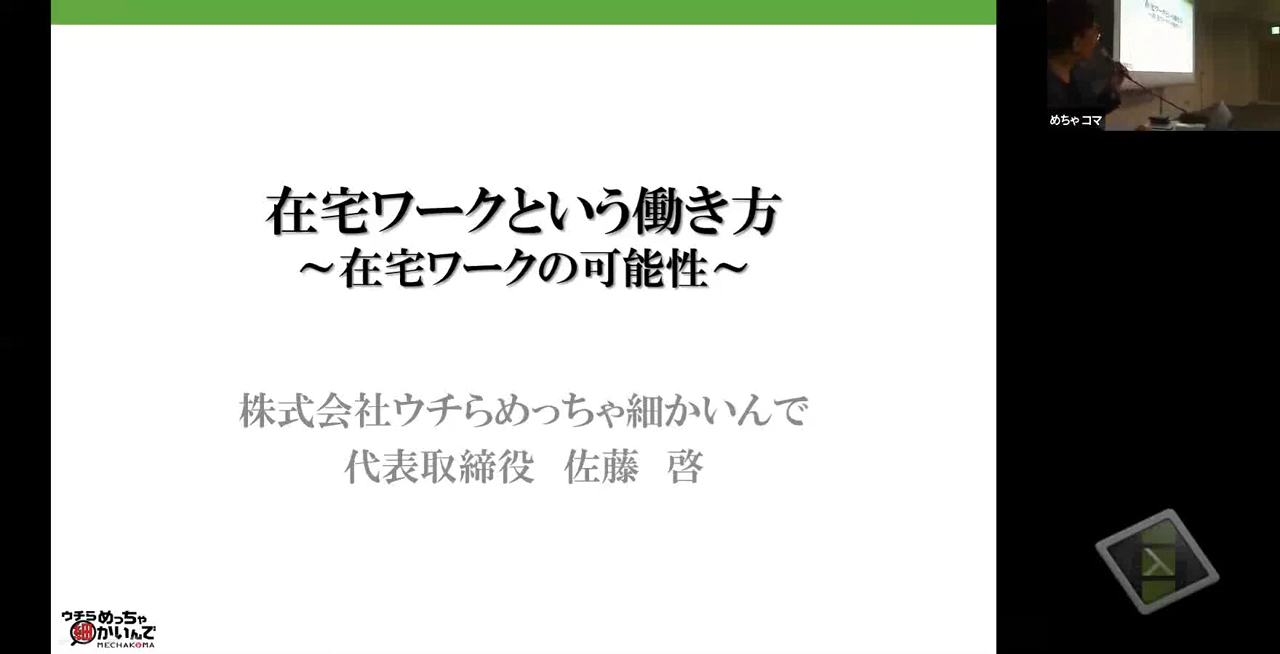 在宅ワークという働き方
～在宅ワークの可能性～
株式会社ウチらめっちゃ細かいんで
代表取締役 佐藤 啓
ウチらめっちゃ
細かいんで
MECHAKOMA
めちゃコマ